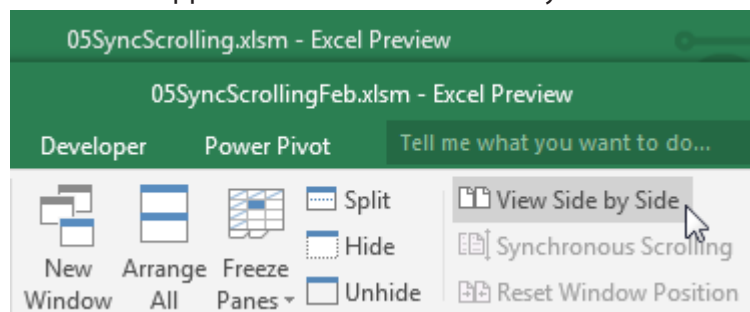 05SyncScrolling.xlsm - Excel Preview
05SyncScrollingFeb.xlsm - Excel Preview
Developer Power Pivot Tell me what you want to do...
New Window
Arrange All
Freeze Panes
Split
Hide
Unhide
View Side by Side
Synchronous Scrolling
Reset Window Position